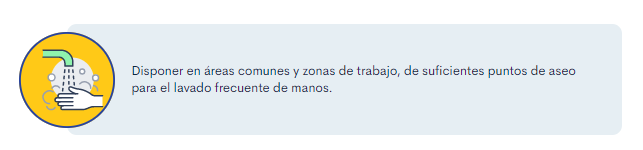 Disponer en áreas comunes y zonas de trabajo, de suficientes puntos de aseo
para el lavado frecuente de manos.